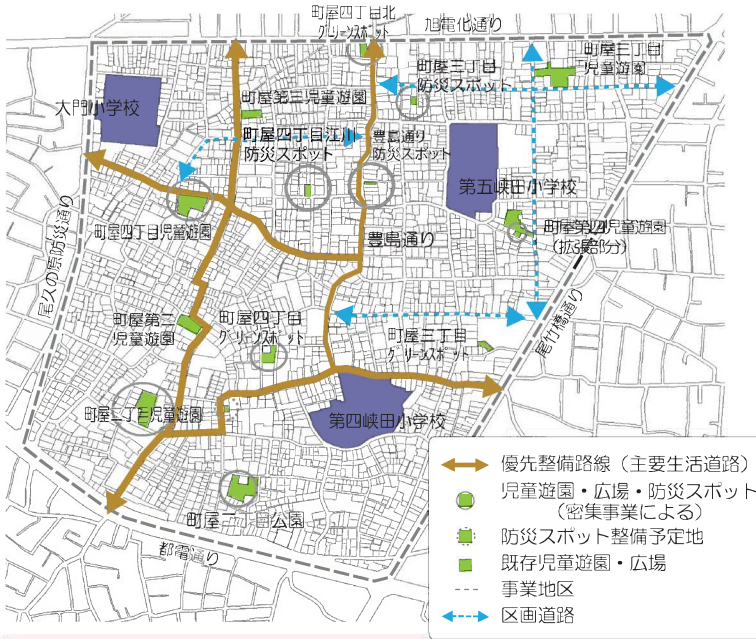 町屋四丁目北
グリーンスポット
旭電化通り
町屋三丁目
児童遊園
町屋三丁目
防災スポット
大門小学校
町屋第三児童遊園
町屋四丁目江川
防災スポット
豊島通り
防災スポット
第五峡田小学校
町屋第四児童遊園
(拡張部分)
町屋四丁目児童遊園
豊島通り
尾久の原防災通り
尾竹橋通り
町屋第二
児童遊園
町屋四丁目
グリーンスポット
町屋三丁目
グリーンスポット
町屋二丁目児童遊園
第四峡田小学校
町屋二丁目公園
都電通り
優先整備路線(主要生活道路)
児童遊園・広場・防災スポット
(密集事業による)
防災スポット整備予定地
既存児童遊園・広場
事業地区
区画道路